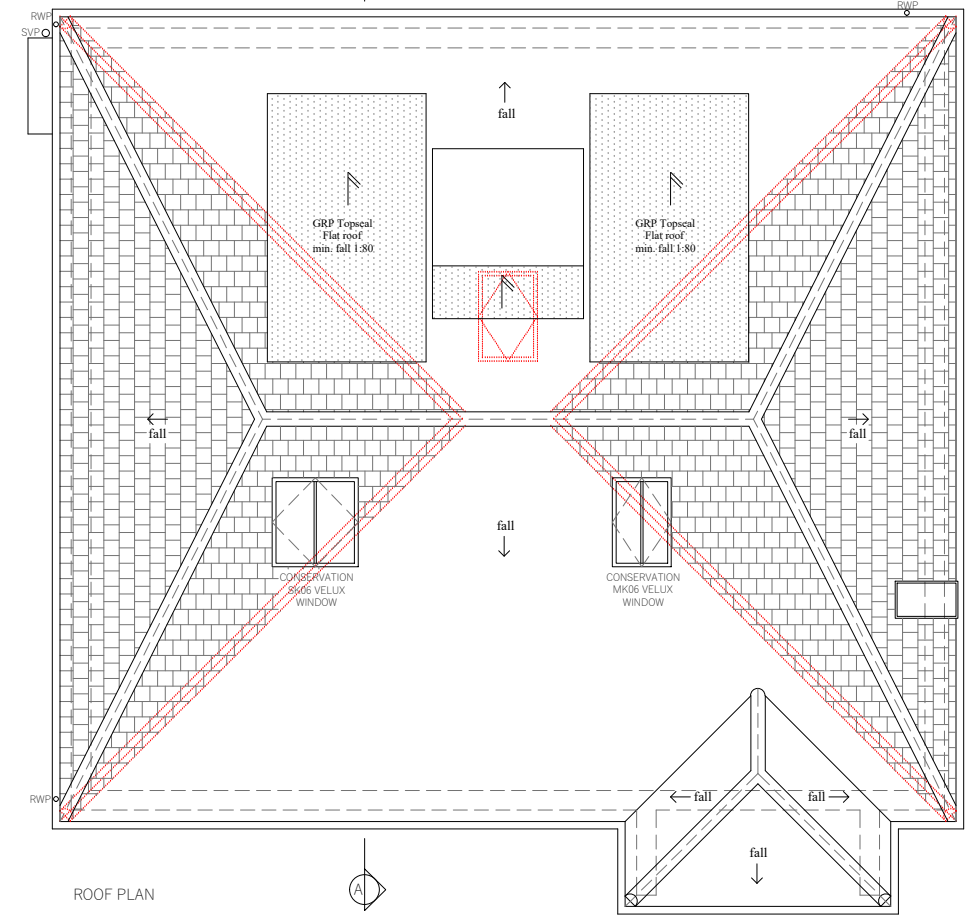 RWP
RWP
SVP
fall
GRP Topseal
Flat roof
min. fall 1:80
GRP Topseal
Flat roof
min. fall 1:80
fall
fall
fall
CONSERVATION
SK06 VELUX
WINDOW
CONSERVATION
MK06 VELUX
WINDOW
RWP
fall
fall
fall
ROOF PLAN
A